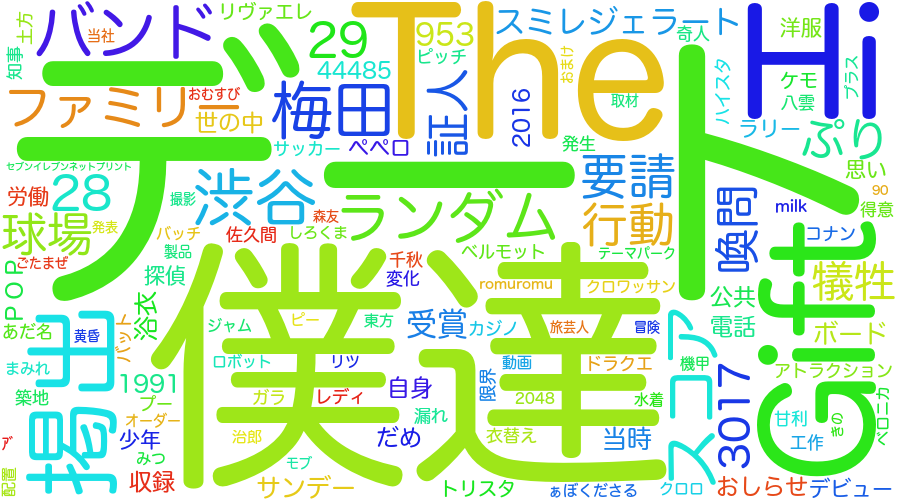 土方
バンド
当社
リヴァエレ
29
The
953
ピッチ
スミレジェラート
奇人
Hi
洋服
知事
デート
44485
おまけ
ファミリー
おむすび
世の中
梅田
証人
2016
取材
ハイスタ
ケモ
八雲
プラス
ラリー
ぷり
セブンイレブンネットプリント
サッカー
ペペロ
発生
28
労働
撮影
渋谷
ランダム
要請
思い
90
得意
球場
発表
バッチ
森友
佐久間
しろくま
行動
milk
喚問
コナン
ごたまぜ
製品
ベルモット
テーマパーク
POP
探偵
僕達
千秋
変化
romuromu
クロワッサン
犠牲
Gift
公共
浴衣
あだ名
掲出
黄昏
バット
ジャム
ピー
東方
受賞
カジノ
旅芸人
冒険
スコア
電話
ボード
まみれ
ロボット
リツ
動画
ドラクエ
機甲
アトラクション
築地
1991
プー
ガラ
レディ
自身
限界
2048
水着
3017
甘利
きの
ベロニカ
オーダー
漏れ
少年
治郎
だめ
衣替え
当時
工作
みつ
配置
収録
モブ
サンデー
トリスタ
ぁぼくださる
クロロ
おしらせ
デビュー